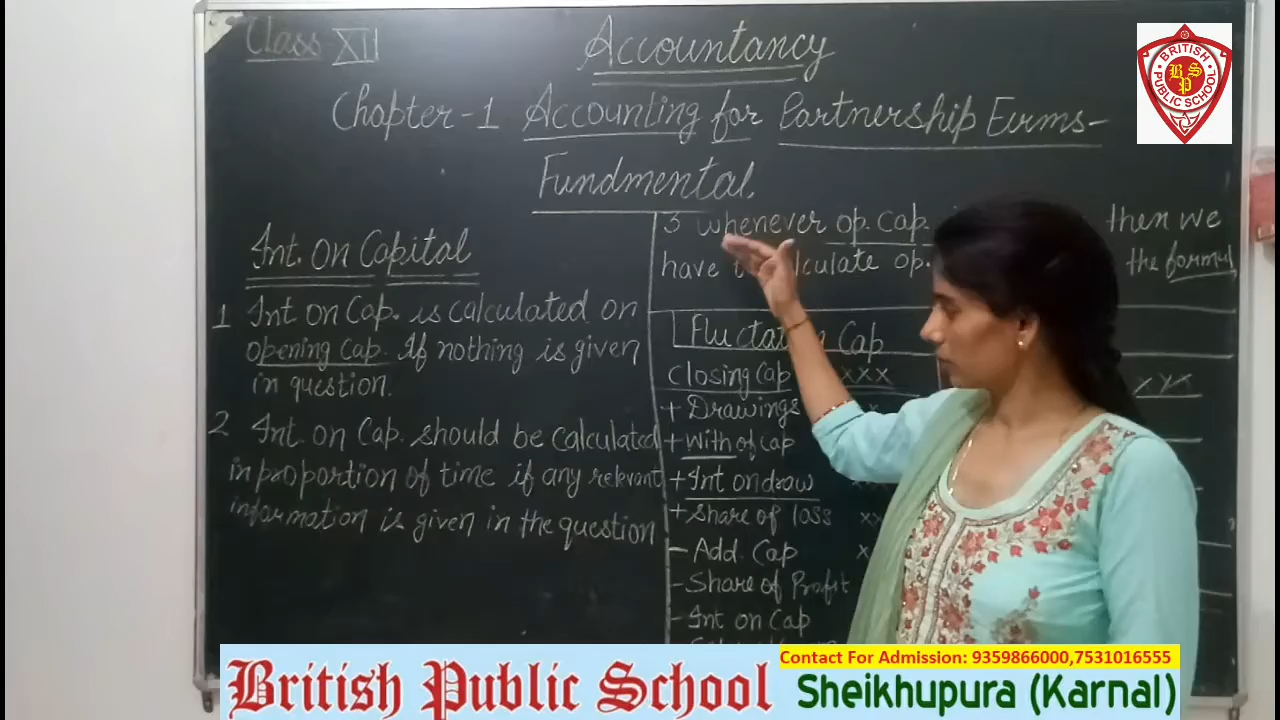 Class XII
Accountancy
Chapter-1 Accounting for Partnership Firms-
Fundmental
Int. on Capital
1 Int on Cap. is calculated on
opening cap. If nothing is given
in question.
2 Int. on Cap. should be calculated
in proportion of time if any relevant
information is given in the question
3 whenever op. cap. then we
have op. the formul
Cap
Closing Cap XXX
XYX
+ Drawings
+ With of cap
+ Int on draw
+ Share of loss
- Add. Cap
- Share of Profit
- Int on Cap
BRITISH
BSP
PUBLIC SCHOOL
Contact For Admission: 9359866000,7531016555
British Public School Sheikhupura (Karnal)